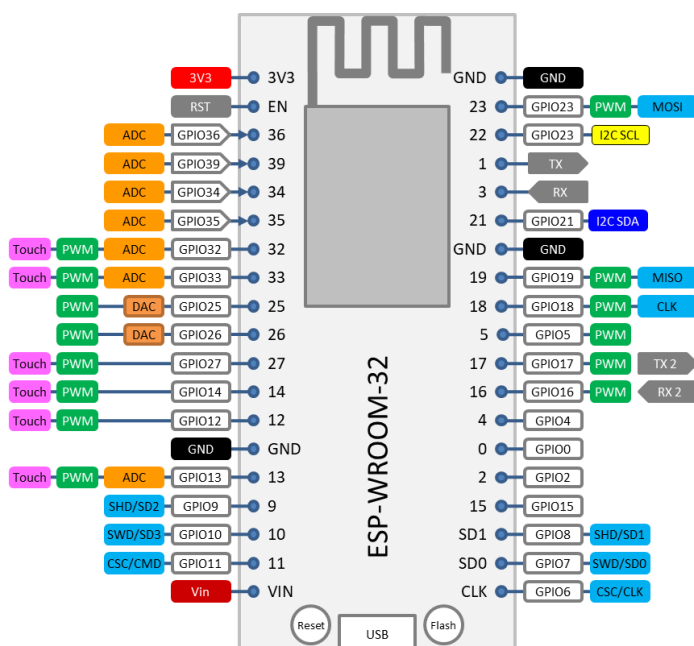 3V3 3V3 GND GND
RST EN 23 GPIO23 PWM MOSI
ADC GPIO36 36 22 GPIO23 I2C SCL
ADC GPIO39 39 1 TX
ADC GPIO34 34 3 RX
ADC GPIO35 35 21 GPIO21 I2C SDA
Touch PWM ADC GPIO32 32 GND GND
Touch PWM ADC GPIO33 33 19 GPIO19 PWM MISO
PWM DAC GPIO25 25 18 GPIO18 PWM CLK
PWM DAC GPIO26 26 5 GPIO5 PWM
Touch PWM GPIO27 27 17 GPIO17 PWM TX 2
Touch PWM GPIO14 14 16 GPIO16 PWM RX 2
Touch PWM GPIO12 12 4 GPIO4
GND GND 0 GPIO0
Touch PWM ADC GPIO13 13 2 GPIO2
SHD/SD2 GPIO9 9 15 GPIO15
SWD/SD3 GPIO10 10 SD1 GPIO8 SHD/SD1
CSC/CMD GPIO11 11 SD0 GPIO7 SWD/SD0
Vin VIN CLK GPIO6 CSC/CLK
ESP-WROOM-32
Reset USB Flash